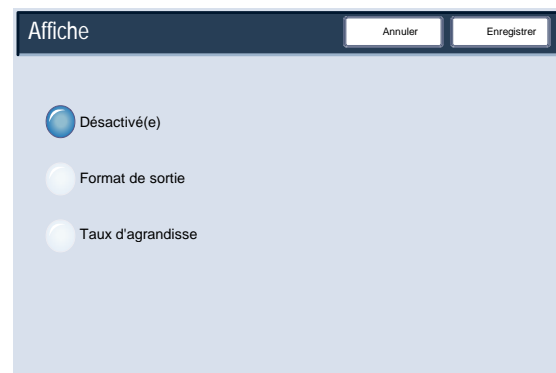 Affiche
Annuler
Enregistrer
Désactivé(e)
Format de sortie
Taux d'agrandisse